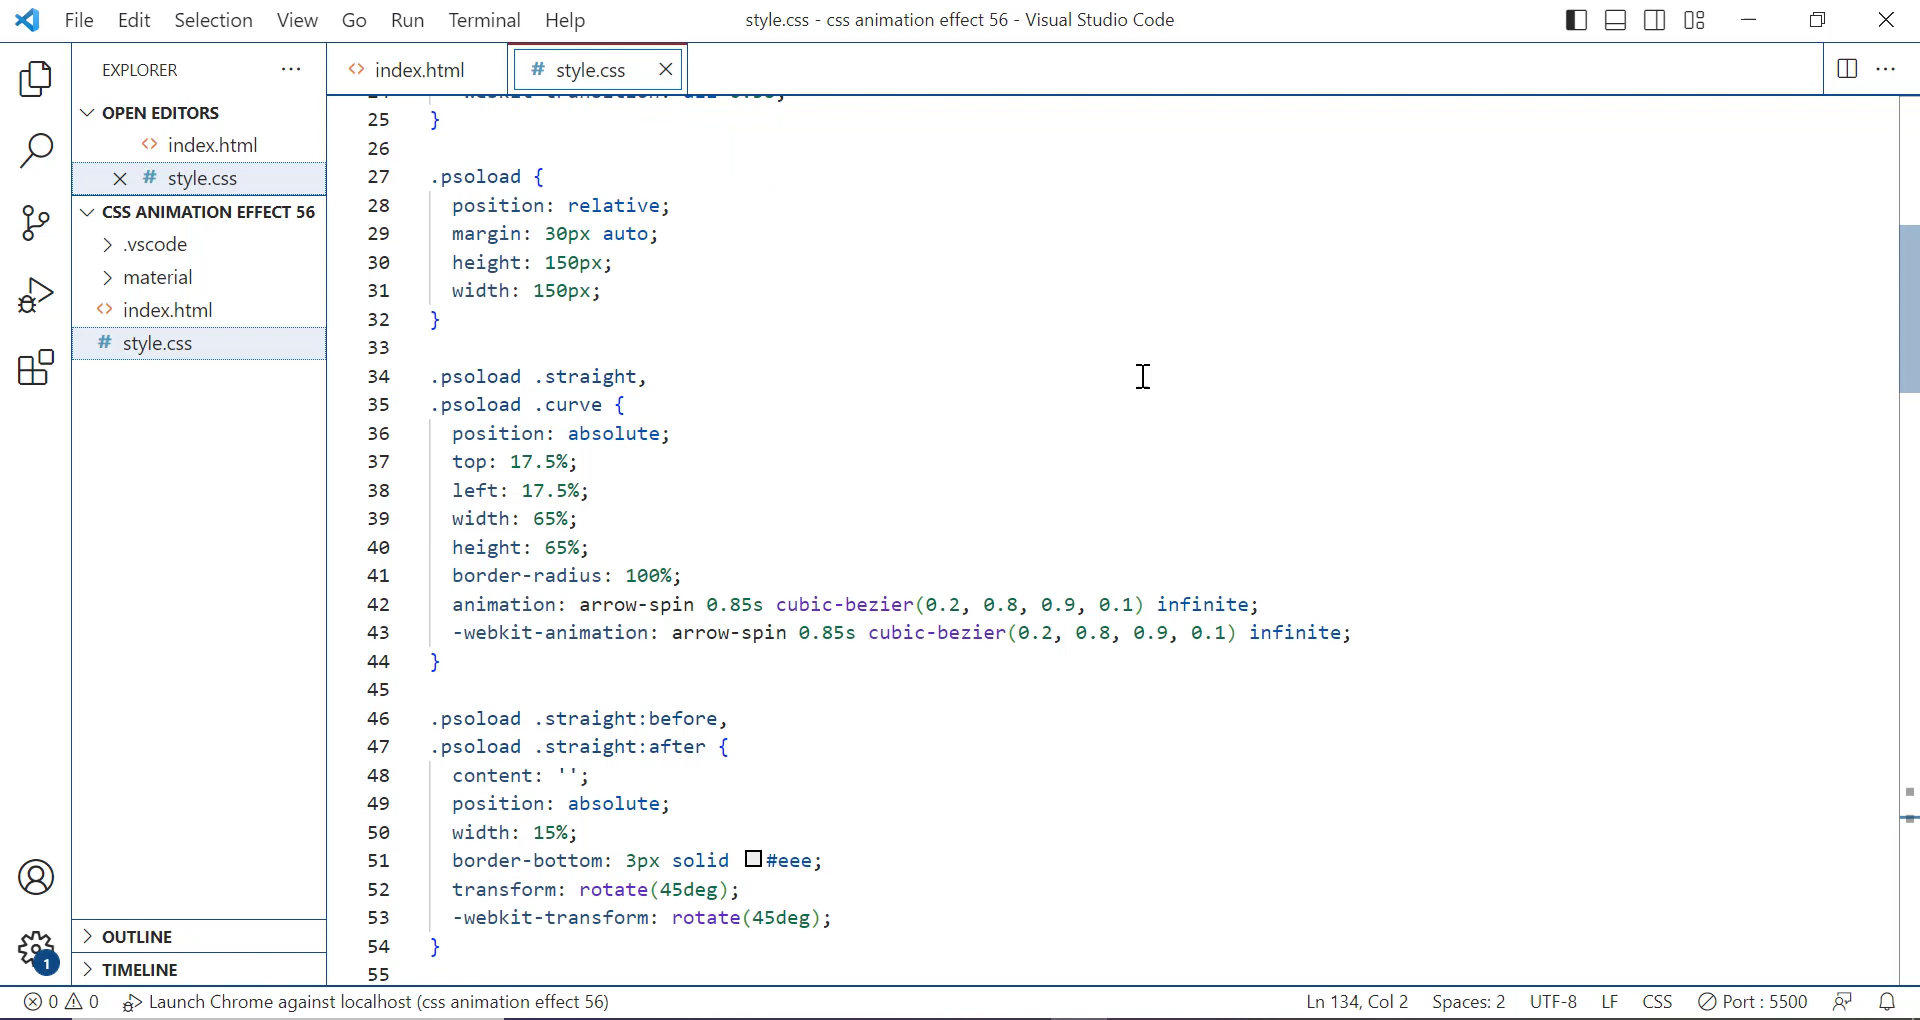 File Edit Selection View Go Run Terminal Help
style.css - css animation effect 56 - Visual Studio Code
EXPLORER
OPEN EDITORS
index.html
style.css
CSS ANIMATION EFFECT 56
.vscode
material
index.html
style.css
OUTLINE
TIMELINE
index.html
style.css
25 }
26
27 .psoload {
28 position: relative;
29 margin: 30px auto;
30 height: 150px;
31 width: 150px;
32 }
33
34 .psoload .straight,
35 .psoload .curve {
36 position: absolute;
37 top: 17.5%;
38 left: 17.5%;
39 width: 65%;
40 height: 65%;
41 border-radius: 100%;
42 animation: arrow-spin 0.85s cubic-bezier(0.2, 0.8, 0.9, 0.1) infinite;
43 -webkit-animation: arrow-spin 0.85s cubic-bezier(0.2, 0.8, 0.9, 0.1) infinite;
44 }
45
46 .psoload .straight:before,
47 .psoload .straight:after {
48 content: '';
49 position: absolute;
50 width: 15%;
51 border-bottom: 3px solid #eee;
52 transform: rotate(45deg);
53 -webkit-transform: rotate(45deg);
54 }
55
1
0 0 Launch Chrome against localhost (css animation effect 56)
Ln 134, Col 2 Spaces: 2 UTF-8 LF CSS Port : 5500